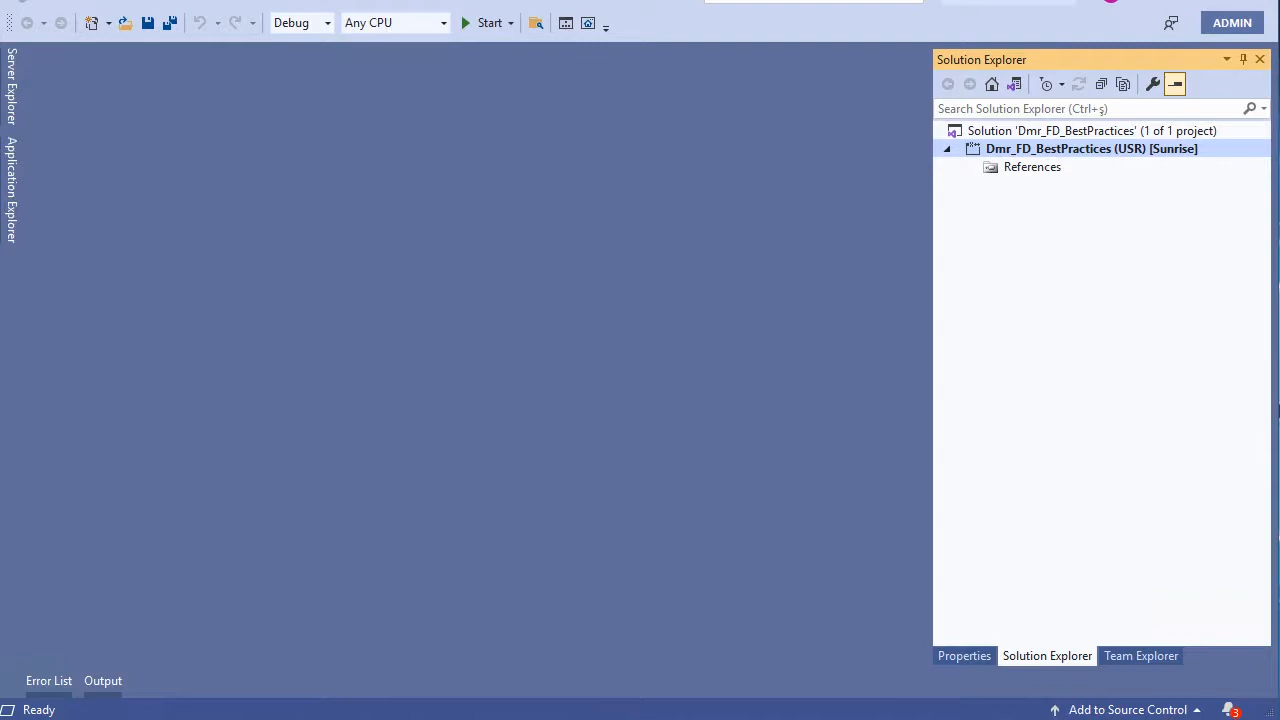 Debug
Any CPU
Start
ADMIN
Server Explorer
Application Explorer
Solution Explorer
Search Solution Explorer (Ctrl+ş)
Solution 'Dmr_FD_BestPractices' (1 of 1 project)
Dmr_FD_BestPractices (USR) [Sunrise]
References
Properties
Solution Explorer
Team Explorer
Error List
Output
Ready
Add to Source Control
3